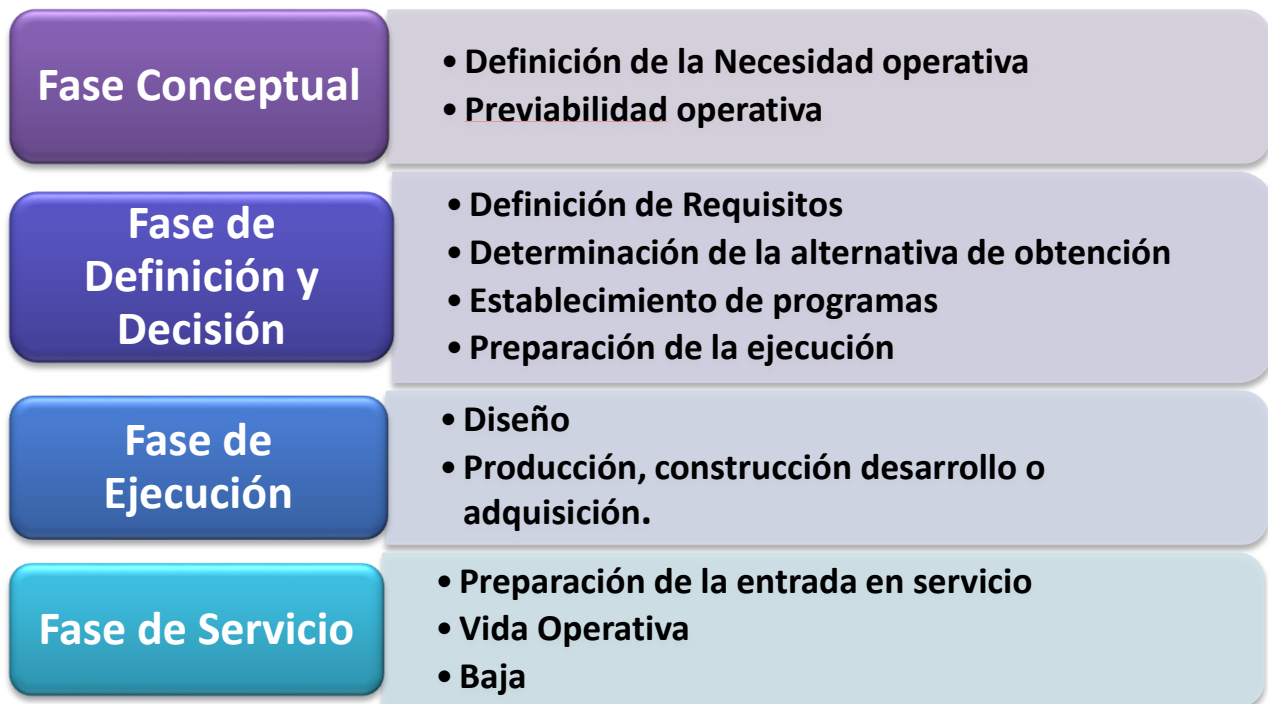 Fase Conceptual
• Definición de la Necesidad operativa
• Previabilidad operativa
Fase de
Definición y
Decisión
• Definición de Requisitos
• Determinación de la alternativa de obtención
• Establecimiento de programas
• Preparación de la ejecución
Fase de
Ejecución
• Diseño
• Producción, construcción desarrollo o
adquisición.
Fase de Servicio
• Preparación de la entrada en servicio
• Vida Operativa
• Baja